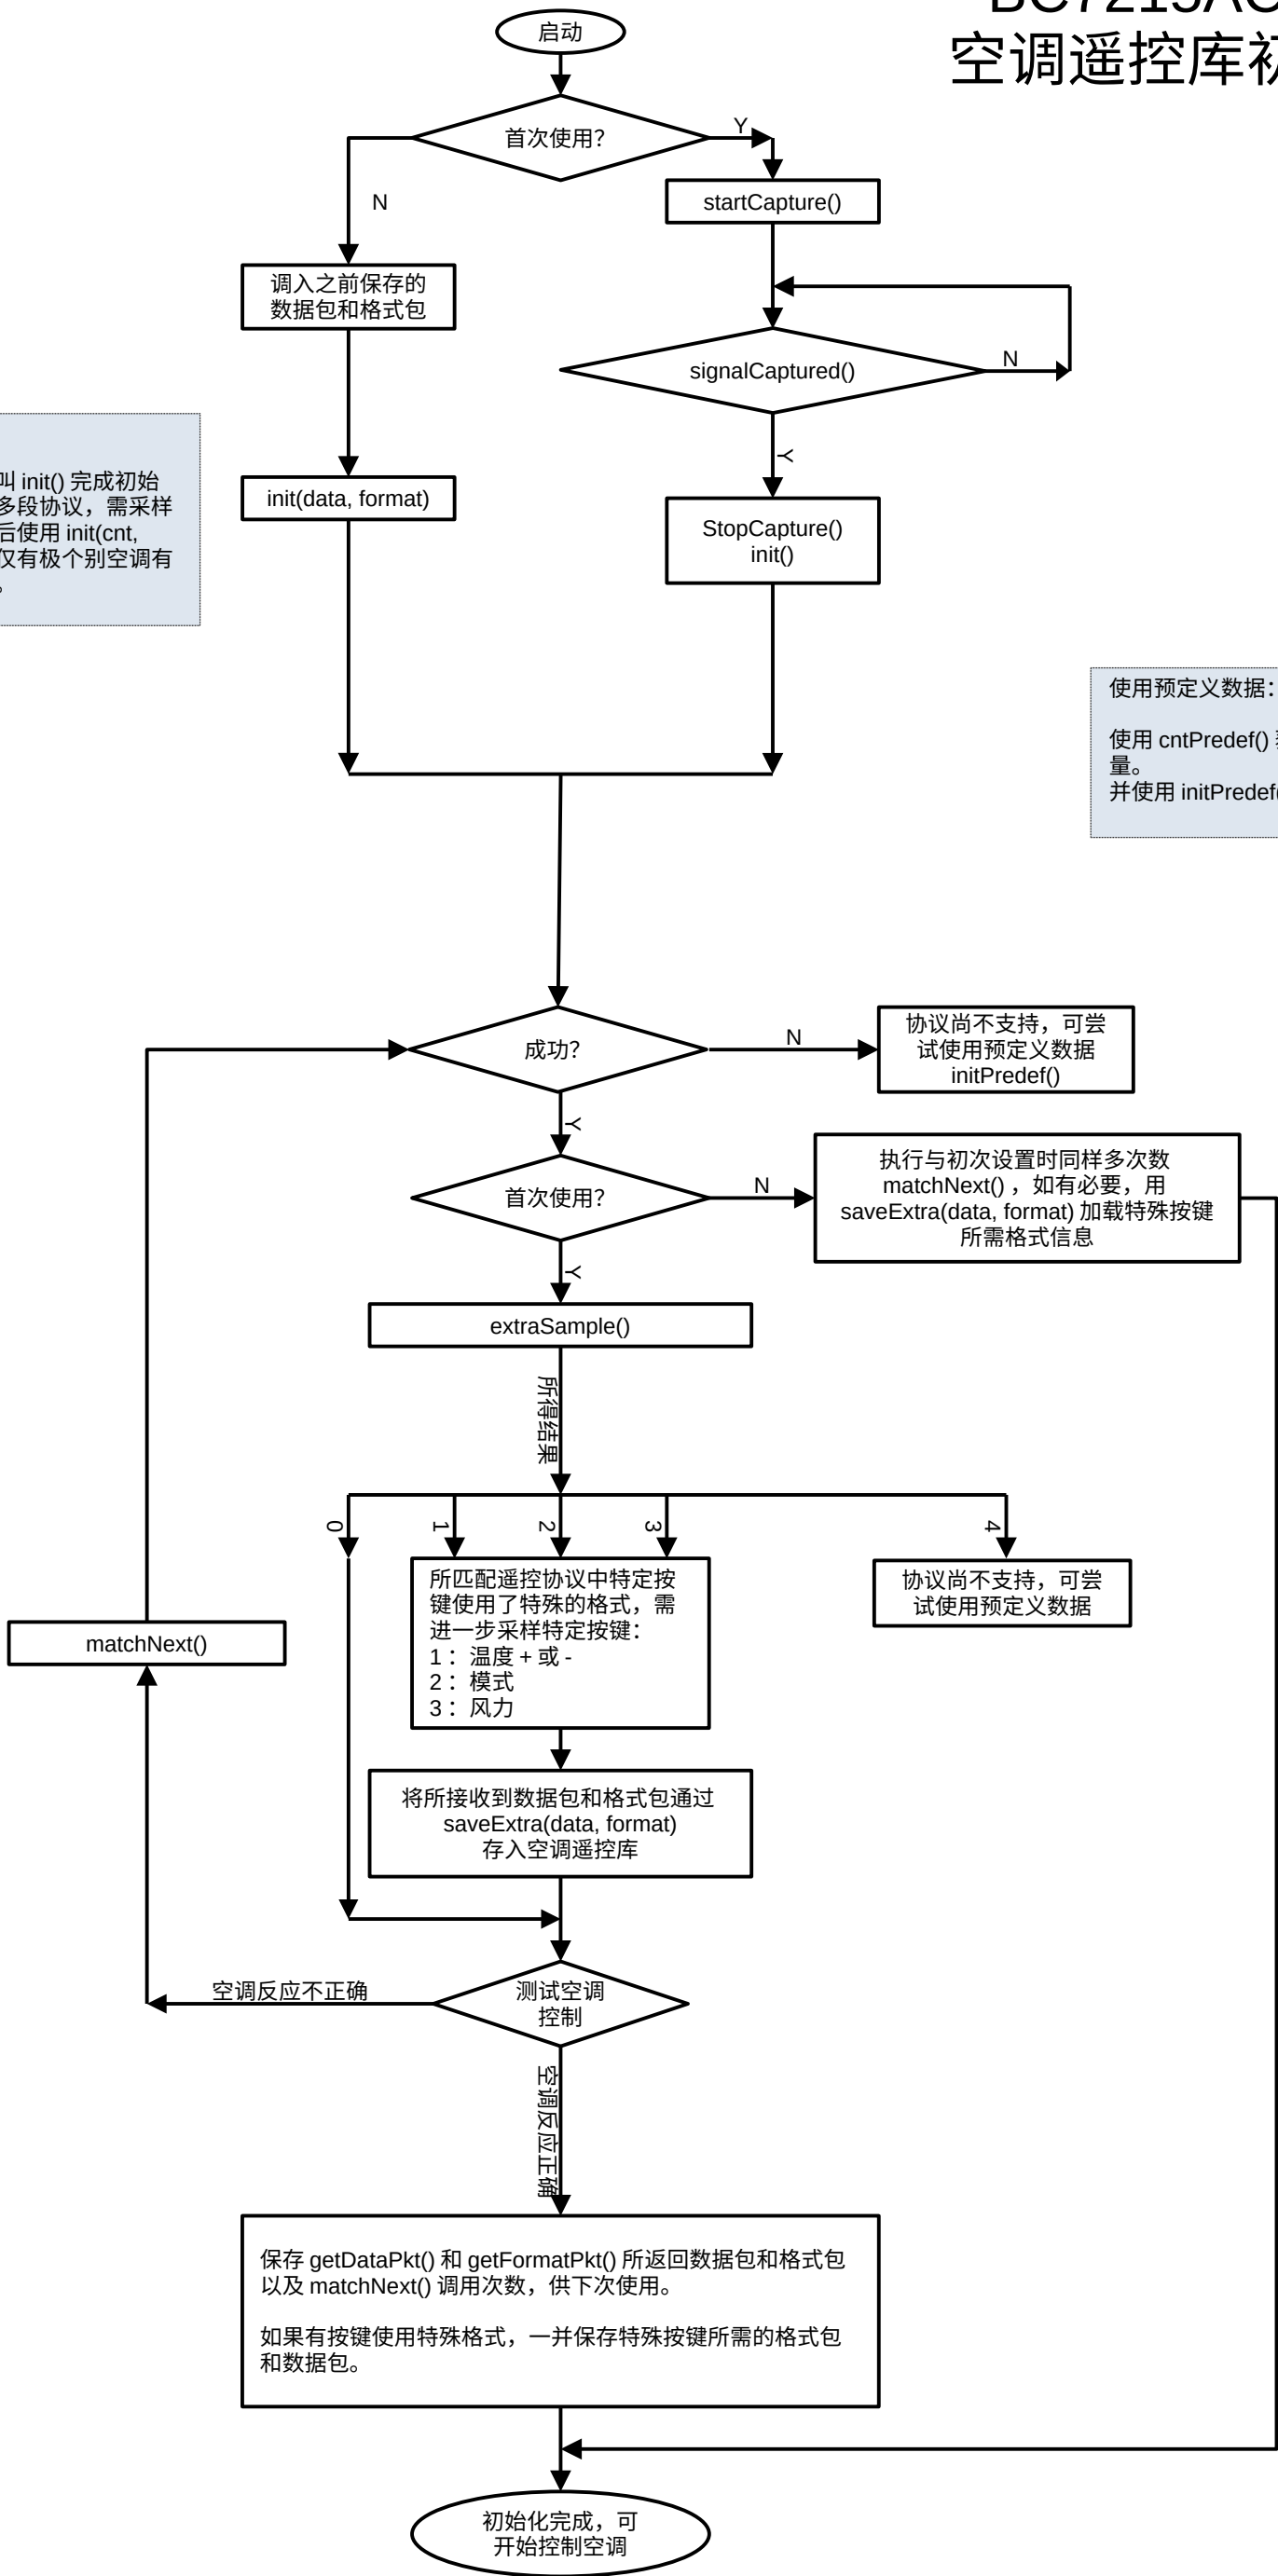 BC7215AC
空调遥控库初
启动
首次使用？
Y
N
startCapture()
调入之前保存的
数据包和格式包
signalCaptured()
N
Y
叫 init() 完成初始
多段协议，需采样
后使用 init(cnt,
仅有极个别空调有
。
init(data, format)
StopCapture()
init()
使用预定义数据：
使用 cntPredef()
量。
并使用 initPredef(
成功？
N
协议尚不支持，可尝
试使用预定义数据
initPredef()
Y
首次使用？
N
执行与初次设置时同样多次数
matchNext() ，如有必要，用
saveExtra(data, format) 加载特殊按键
所需格式信息
Y
extraSample()
所得结果
0
1
2
3
4
所匹配遥控协议中特定按
键使用了特殊的格式，需
进一步采样特定按键：
1 ：温度 + 或 -
2 ：模式
3 ：风力
协议尚不支持，可尝
试使用预定义数据
matchNext()
将所接收到数据包和格式包通过
saveExtra(data, format)
存入空调遥控库
空调反应不正确
测试空调
控制
空调反应正确
保存 getDataPkt() 和 getFormatPkt() 所返回数据包和格式包
以及 matchNext() 调用次数，供下次使用。
如果有按键使用特殊格式，一并保存特殊按键所需的格式包
和数据包。
初始化完成，可
开始控制空调